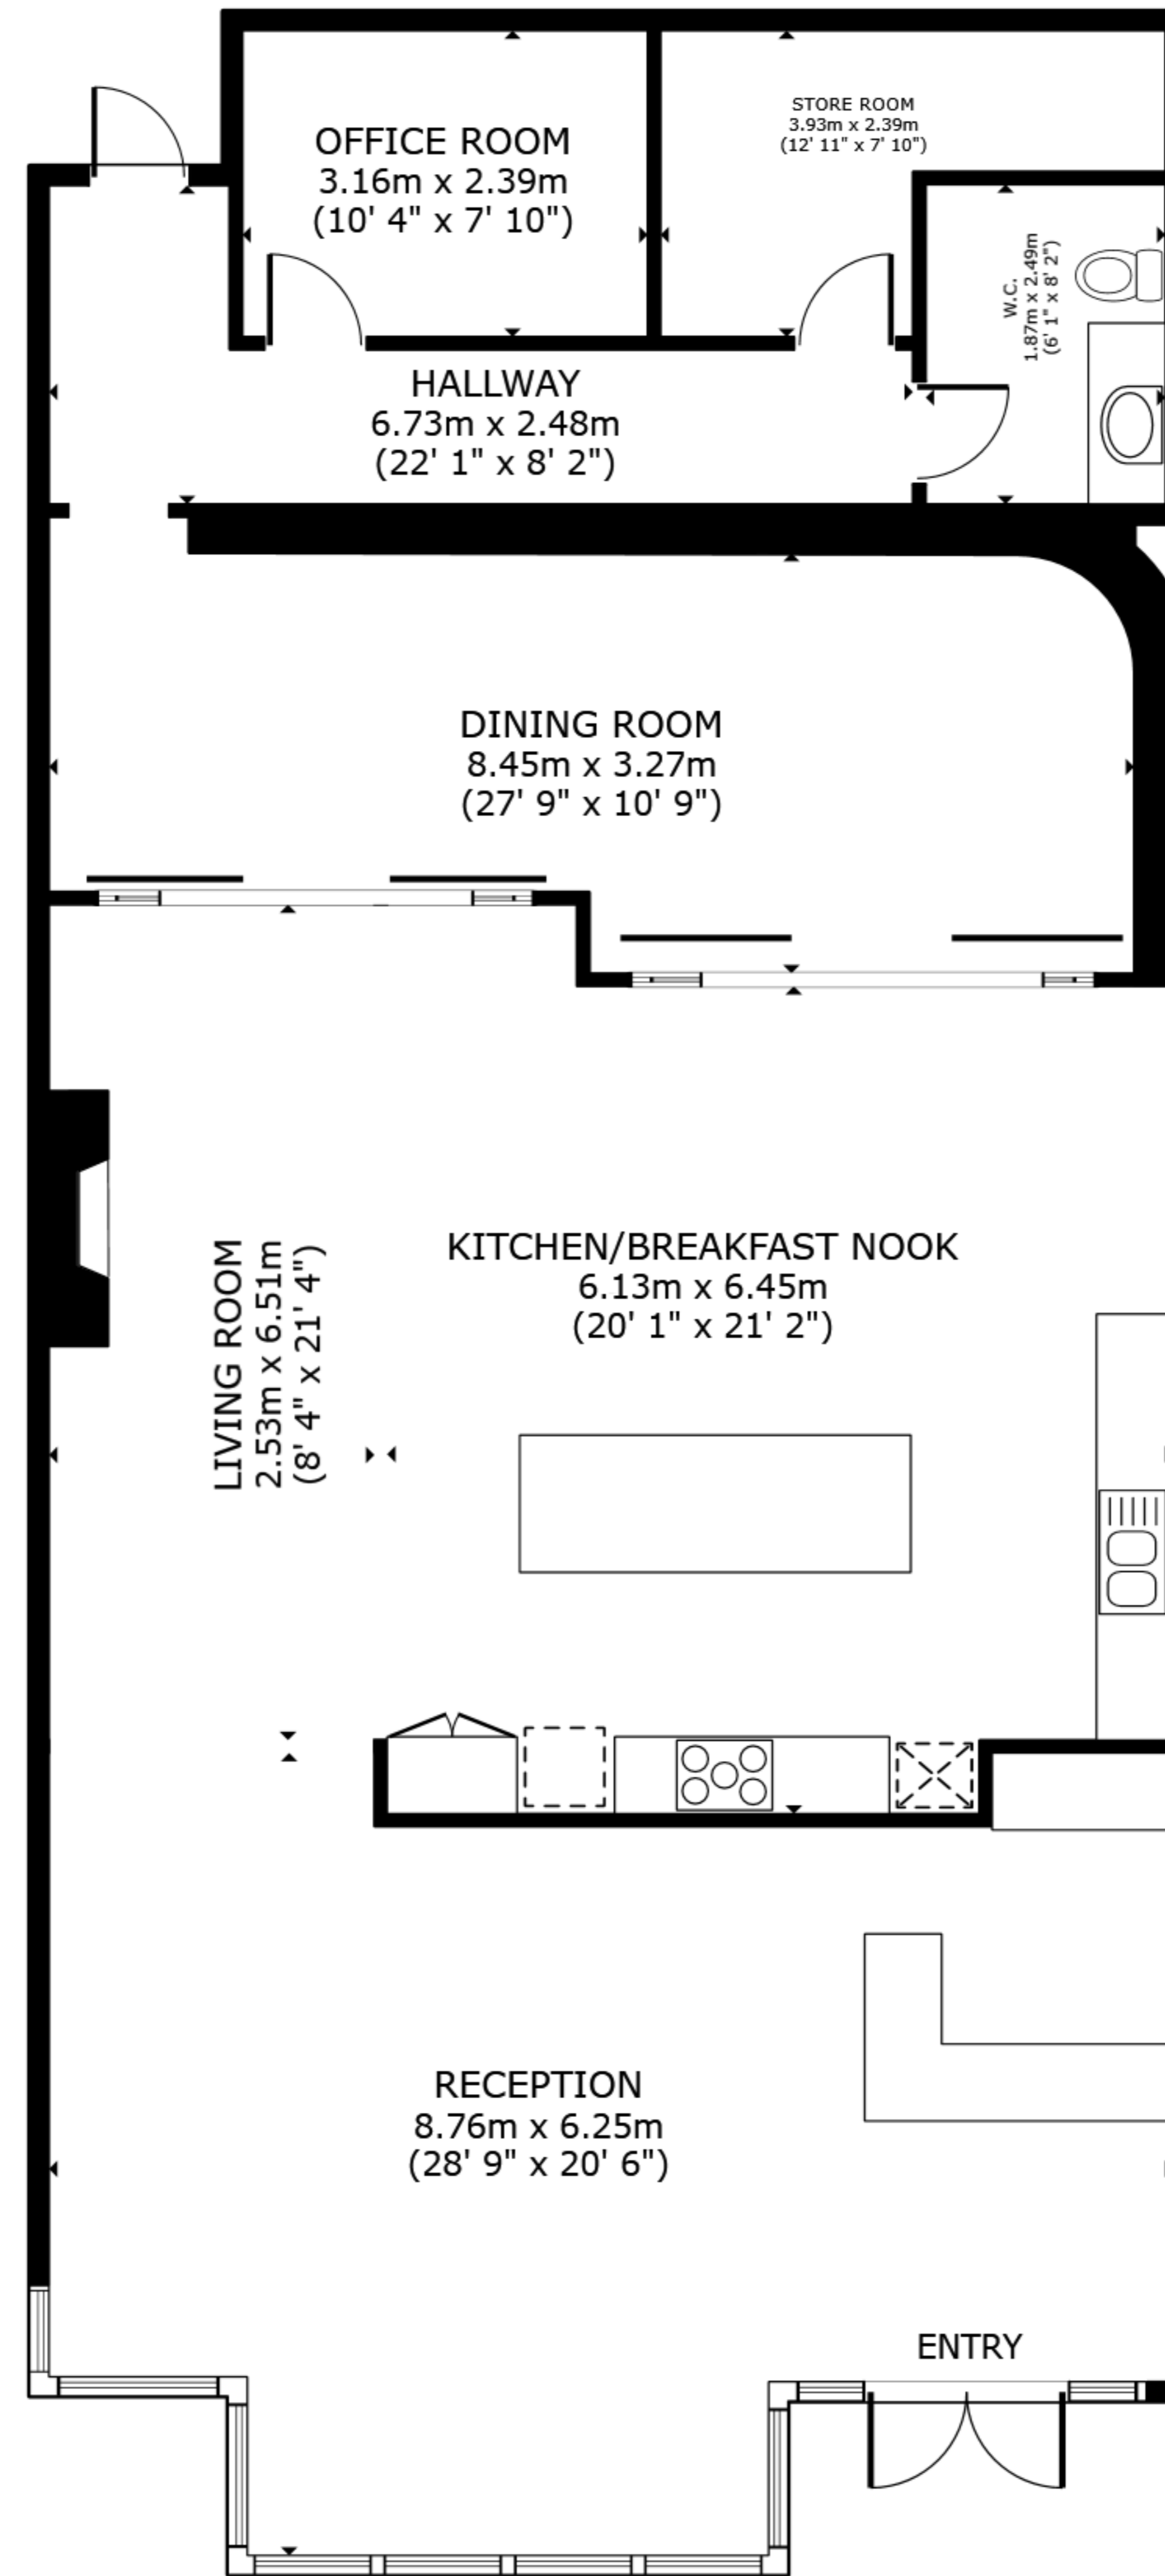 OFFICE ROOM
3.16m x 2.39m
(10' 4" x 7' 10")
STORE ROOM
3.93m x 2.39m
(12' 11" x 7' 10")
W.C.
1.87m x 2.49m
(6' 1" x 8' 2")
HALLWAY
6.73m x 2.48m
(22' 1" x 8' 2")
DINING ROOM
8.45m x 3.27m
(27' 9" x 10' 9")
LIVING ROOM
2.53m x 6.51m
(8' 4" x 21' 4")
KITCHEN/BREAKFAST NOOK
6.13m x 6.45m
(20' 1" x 21' 2")
RECEPTION
8.76m x 6.25m
(28' 9" x 20' 6")
ENTRY